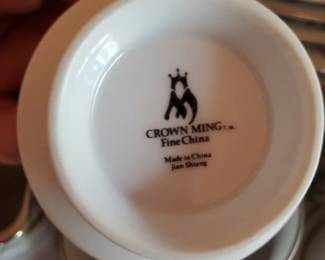 CROWN MING T.M.
Fine China
Made in China
Jian Shiang